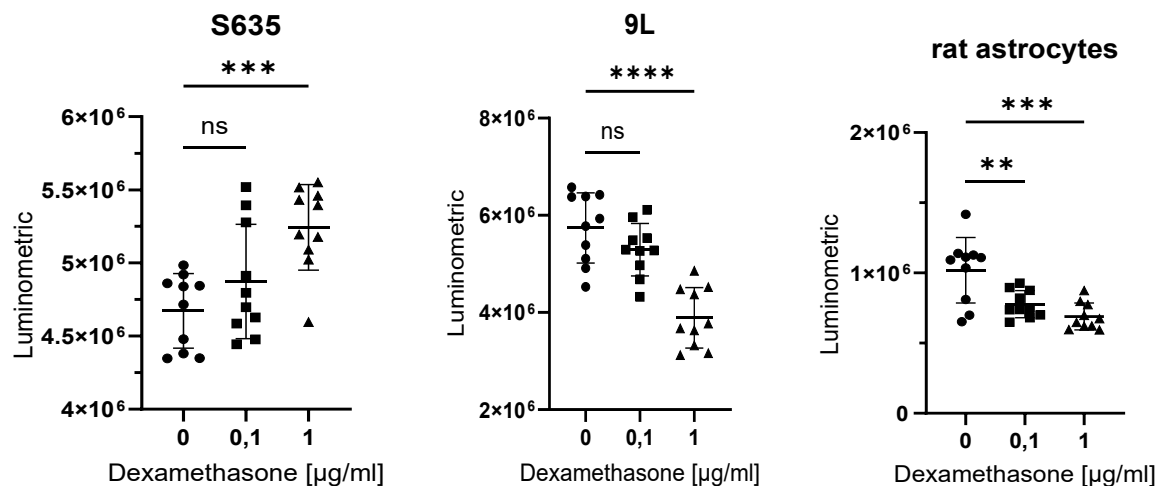 S635
***
ns
6×10⁶
5.5×10⁶
5×10⁶
4.5×10⁶
4×10⁶
Luminometric
0 0,1 1
Dexamethasone [µg/ml]
9L
****
ns
8×10⁶
6×10⁶
4×10⁶
2×10⁶
Luminometric
0 0,1 1
Dexamethasone [µg/ml]
rat astrocytes
***
**
2×10⁶
1×10⁶
0
Luminometric
0 0,1 1
Dexamethasone [µg/ml]